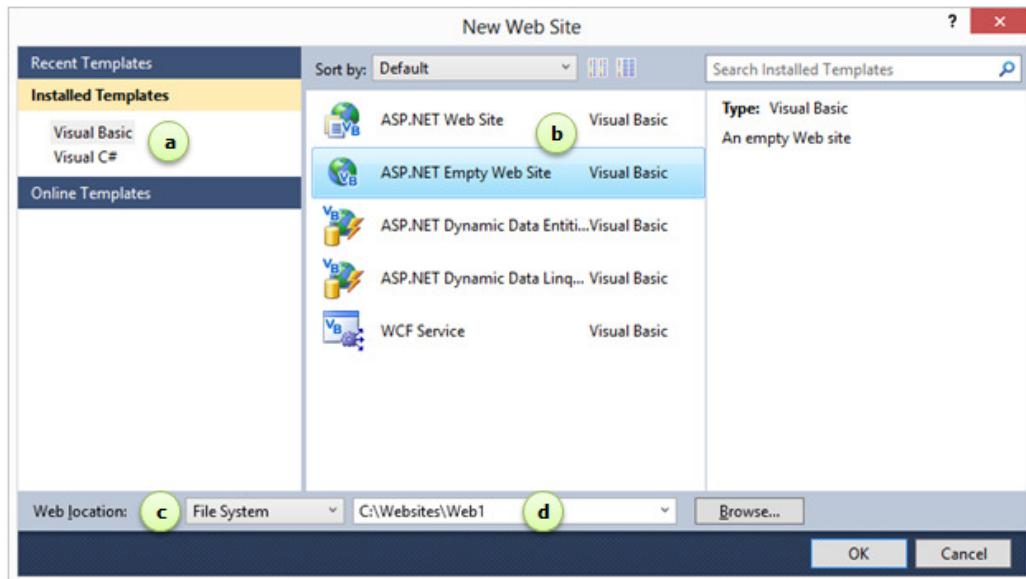 New Web Site
?
×
Recent Templates
Installed Templates
Visual Basic
a
Visual C#
Online Templates
Sort by: Default
Search Installed Templates
ASP.NET Web Site b Visual Basic
ASP.NET Empty Web Site Visual Basic
ASP.NET Dynamic Data Entiti...Visual Basic
ASP.NET Dynamic Data Linq... Visual Basic
WCF Service Visual Basic
Type: Visual Basic
An empty Web site
Web location: c File System C:\Websites\Web1 d Browse...
OK Cancel